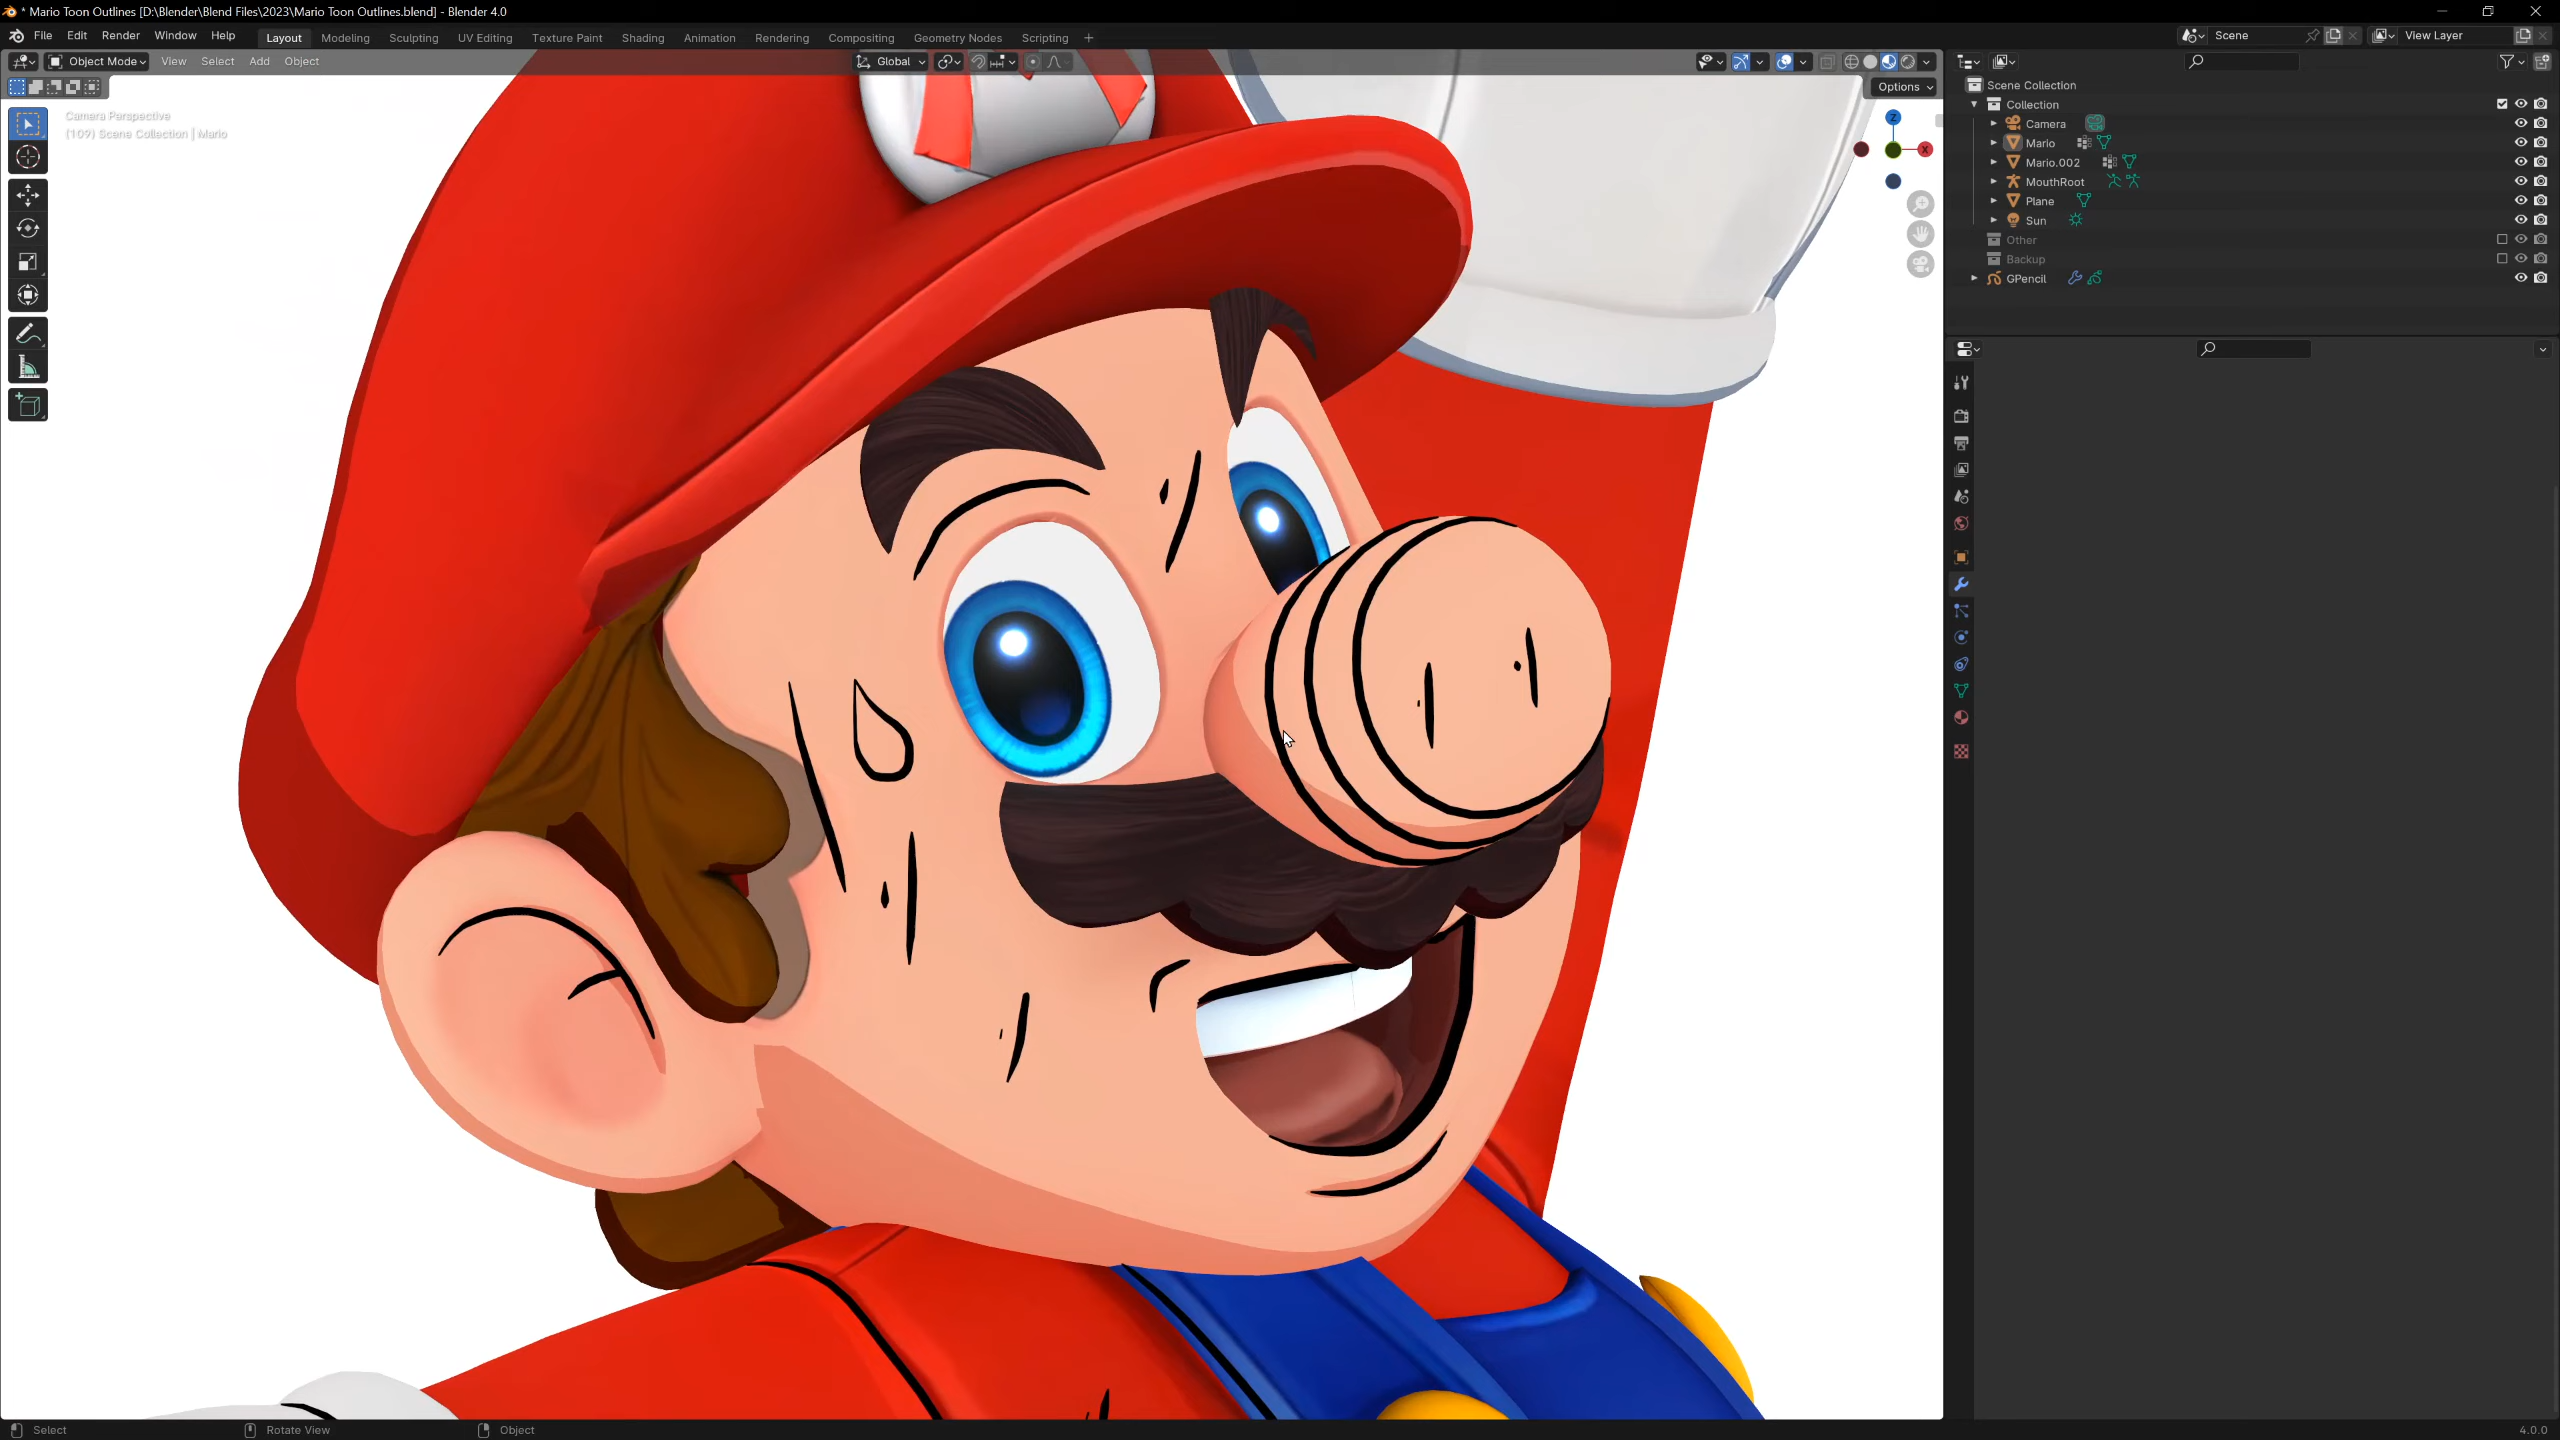 * Mario Toon Outlines [D:\Blender\Blend Files\2023\Mario Toon Outlines.blend] - Blender 4.0
File Edit Render Window Help Layout Modeling Sculpting UV Editing Texture Paint Shading Animation Rendering Compositing Geometry Nodes Scripting + Scene View Layer
Object Mode View Select Add Object Global
Options
Camera Perspective
(109) Scene Collection | Mario
Z
X
Scene Collection
Collection
Camera
Mario
Mario.002
MouthRoot
Plane
Sun
Other
Backup
GPencil
Select Rotate View Object 4.0.0